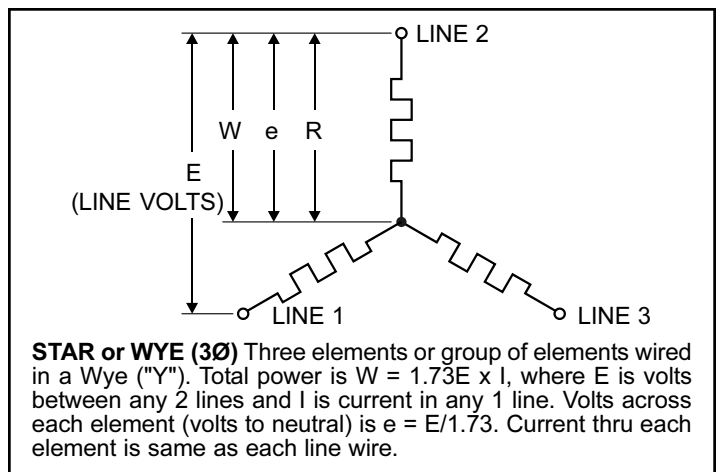 LINE 2
W e R
E
(LINE VOLTS)
LINE 1
LINE 3
STAR or WYE (3Ø) Three elements or group of elements wired
in a Wye ("Y"). Total power is W = 1.73E x I, where E is volts
between any 2 lines and I is current in any 1 line. Volts across
each element (volts to neutral) is e = E/1.73. Current thru each
element is same as each line wire.